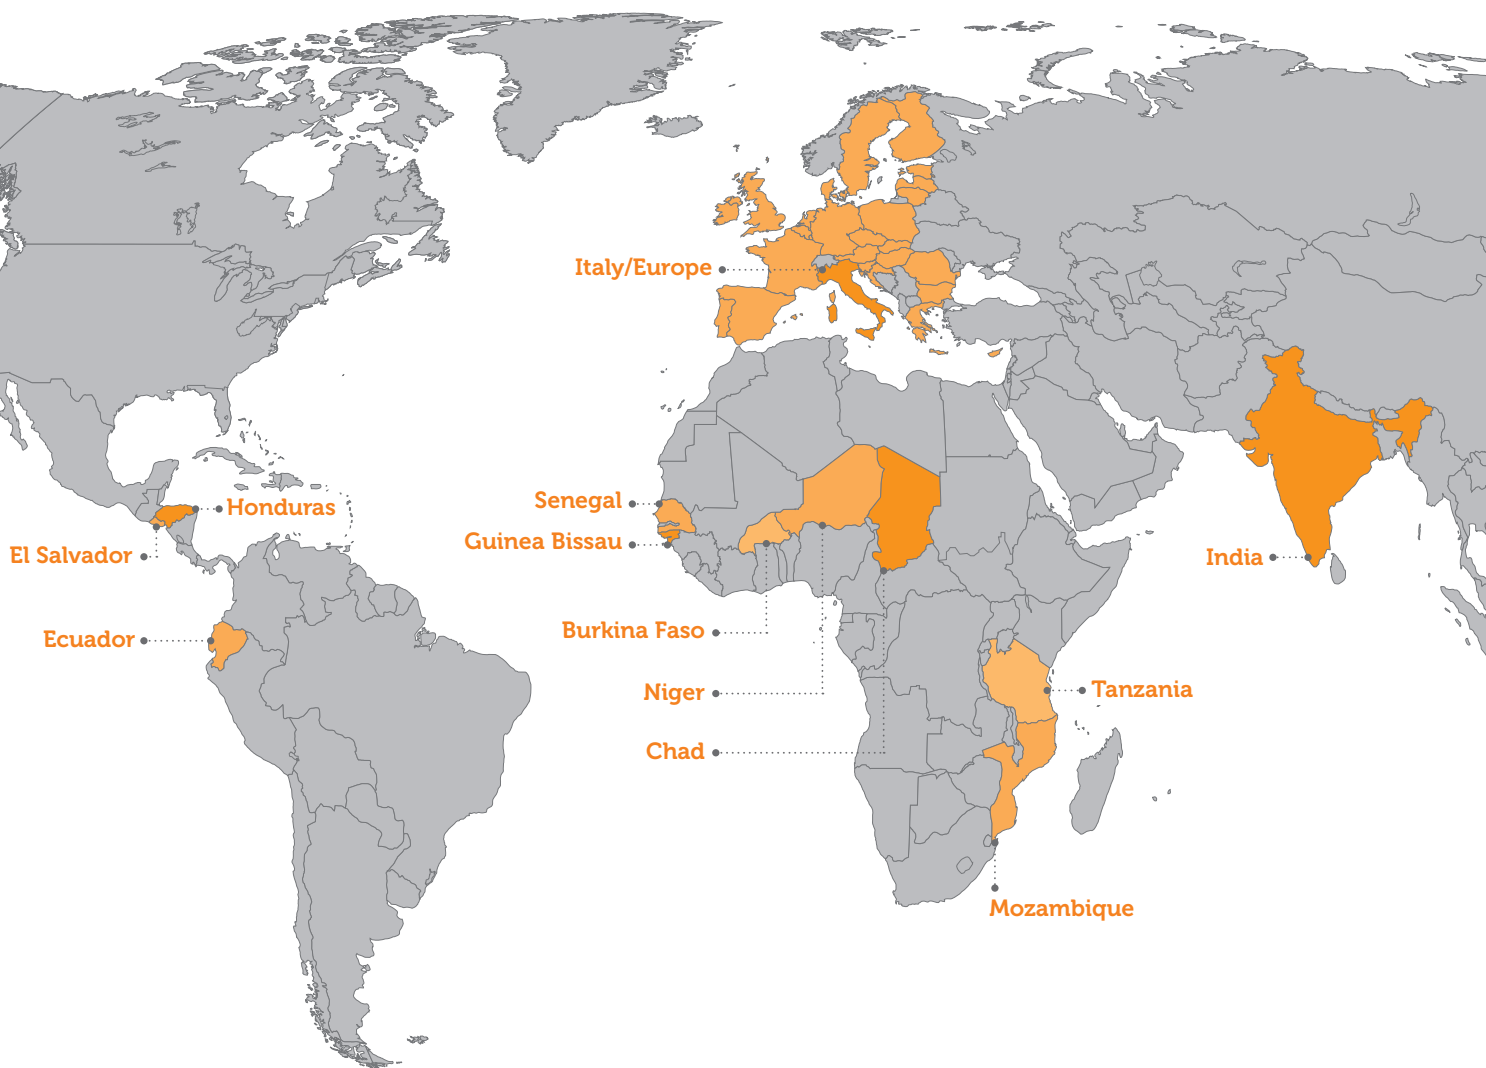 Italy/Europe
Senegal
Honduras
Guinea Bissau
El Salvador
India
Burkina Faso
Ecuador
Niger
Tanzania
Chad
Mozambique